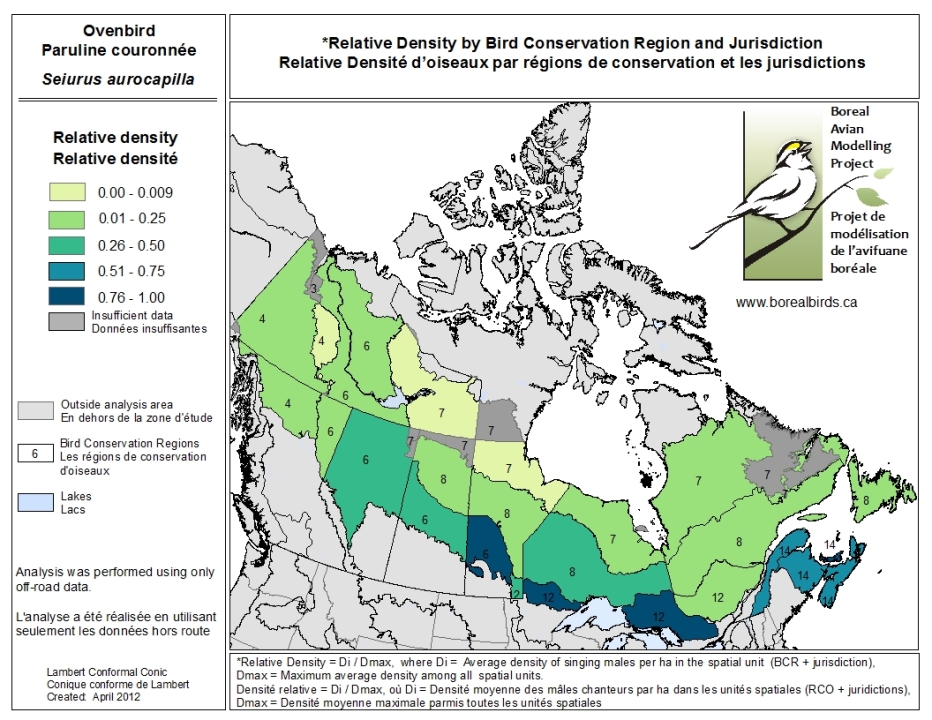 Ovenbird
Paruline couronnée
Seiurus aurocapilla
*Relative Density by Bird Conservation Region and Jurisdiction
Relative Densité d'oiseaux par régions de conservation et les jurisdictions
Relative density
Relative densité
0.00 - 0.009
0.01 - 0.25
0.26 - 0.50
0.51 - 0.75
0.76 - 1.00
Insufficient data
Données insuffisantes
Outside analysis area
En dehors de la zone d'étude
6
Bird Conservation Regions
Les régions de conservation
d'oiseaux
Lakes
Lacs
Analysis was performed using only
off-road data.
L'analyse a été réalisée en utilisant
seulement les données hors route
Lambert Conformal Conic
Conique conforme de Lambert
Created: April 2012
Boreal
Avian
Modelling
Project
Projet de
modélisation
de l'avifuane
boréale
www.borealbirds.ca
3
4
4
6
4
6
7
7
6
7
7
7
6
8
7
8
6
8
7
6
8
7
7
8
8
14
14
14
14
12
12
12
12
*Relative Density = Di / Dmax, where Di = Average density of singing males per ha in the spatial unit (BCR + jurisdiction),
Dmax = Maximum average density among all spatial units.
Densité relative = Di / Dmax, où Di = Densité moyenne des mâles chanteurs par ha dans les unités spatiales (RCO + juridictions),
Dmax = Densité moyenne maximale parmis toutes les unités spatiales